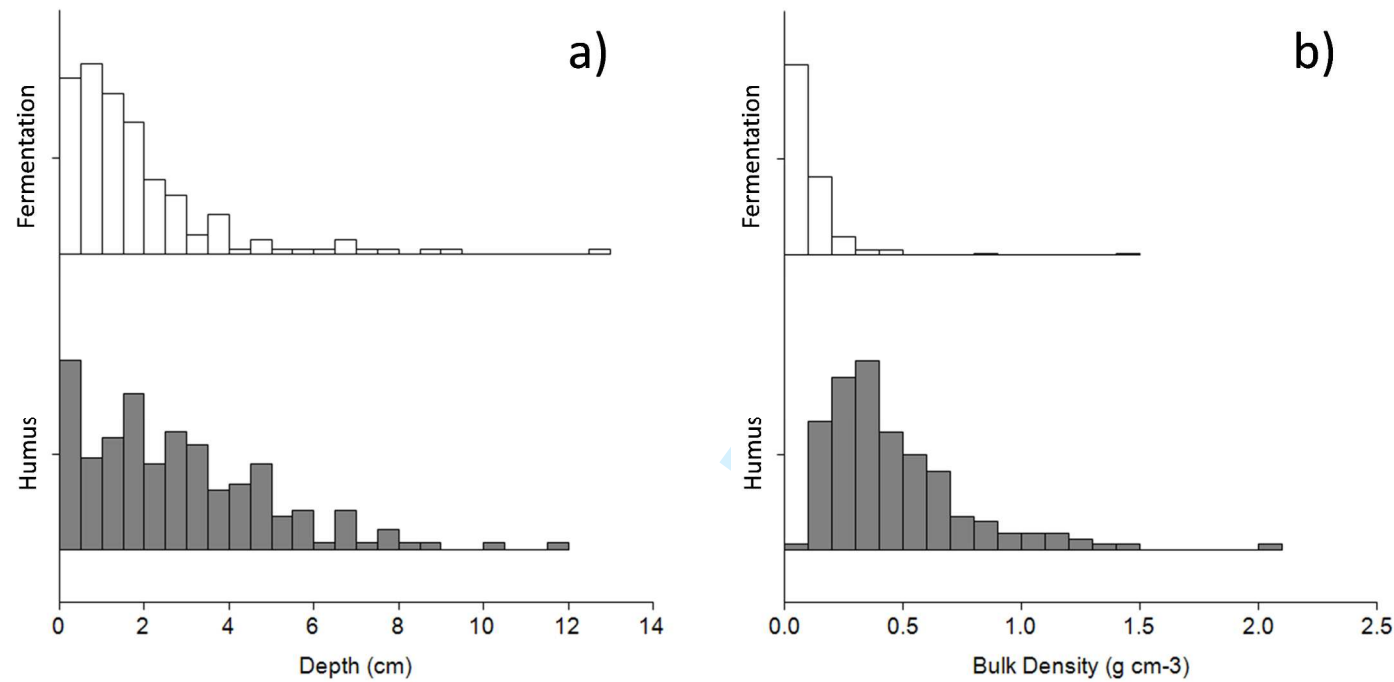 a)
Fermentation
Humus
0 2 4 6 8 10 12 14
Depth (cm)
b)
Fermentation
Humus
0.0 0.5 1.0 1.5 2.0 2.5
Bulk Density (g cm-3)